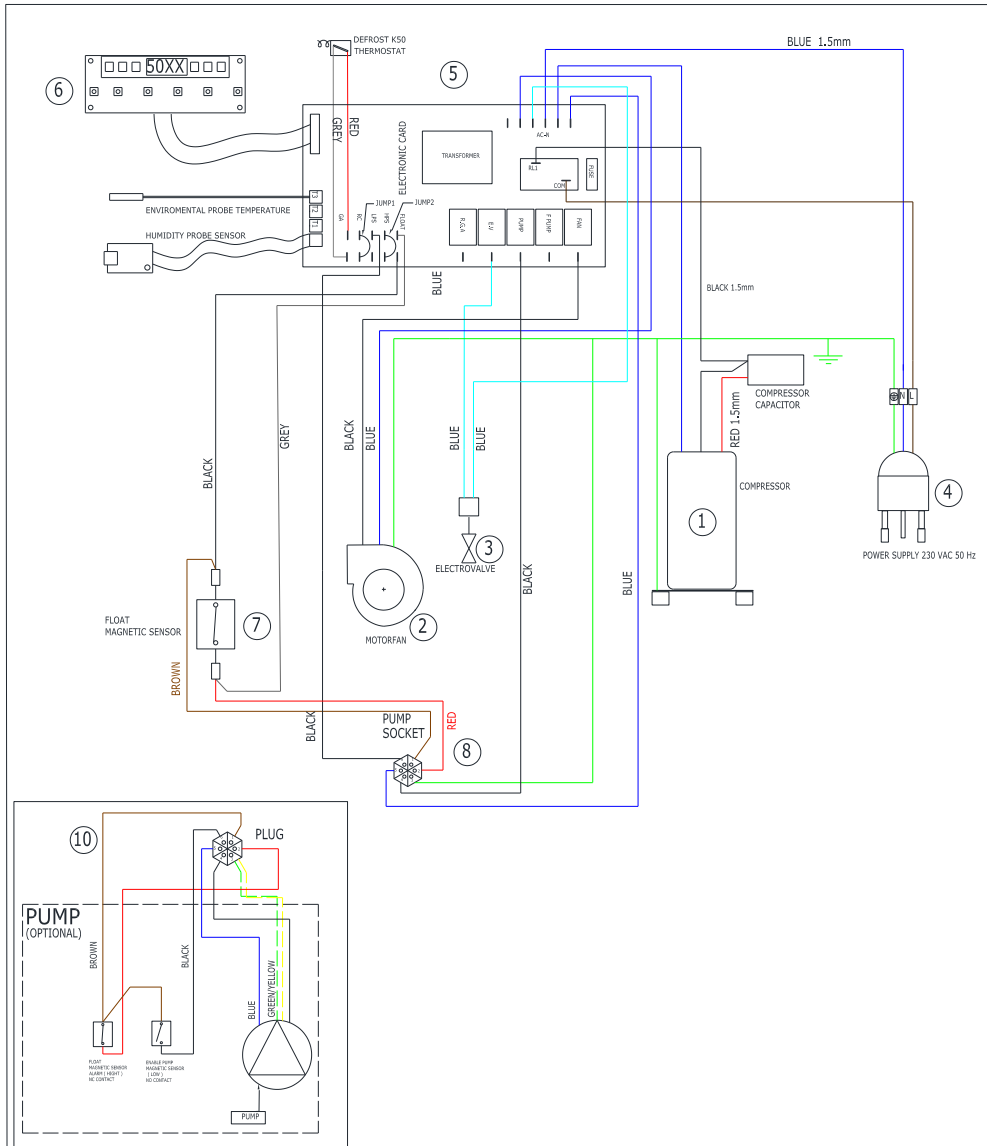 DEFROST K50
THERMOSTAT
BLUE 1.5mm
50XX
6
5
GREY
RED
ELECTRONIC CARD
TRANSFORMER
AC-N
RL1
COM
FUSE
T3
T2
T1
ENVIROMENTAL PROBE TEMPERATURE
HUMIDITY PROBE SENSOR
GA
RC
JUMP1
LPS
HPS
JUMP2
FLOAT
R.G.A
E.V
PUMP
F.PUMP
FAN
BLUE
BLACK 1.5mm
COMPRESSOR
CAPACITOR
RED 1.5mm
N
L
BLACK
GREY
BLACK
BLUE
BLUE
BLUE
COMPRESSOR
1
4
POWER SUPPLY 230 VAC 50 Hz
3
ELECTROVALVE
BLACK
BLUE
2
MOTORFAN
FLOAT
MAGNETIC SENSOR
7
BROWN
BLACK
PUMP
SOCKET
RED
8
10
PLUG
PUMP
(OPTIONAL)
BROWN
BLACK
BLUE
GREEN/YELLOW
FLOAT
MAGNETIC SENSOR
ALARM ( HIGHT )
NC CONTACT
ENABLE PUMP
MAGNETIC SENSOR
( LOW )
NO CONTACT
PUMP